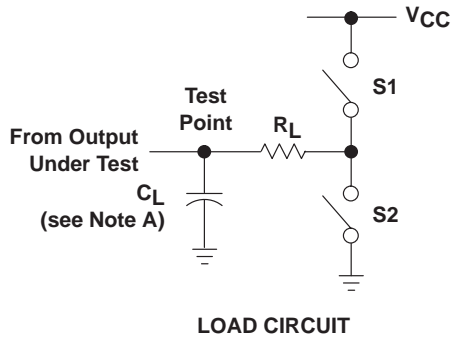 VCC
S1
Test
Point
RL
From Output
Under Test
CL
(see Note A)
S2
LOAD CIRCUIT